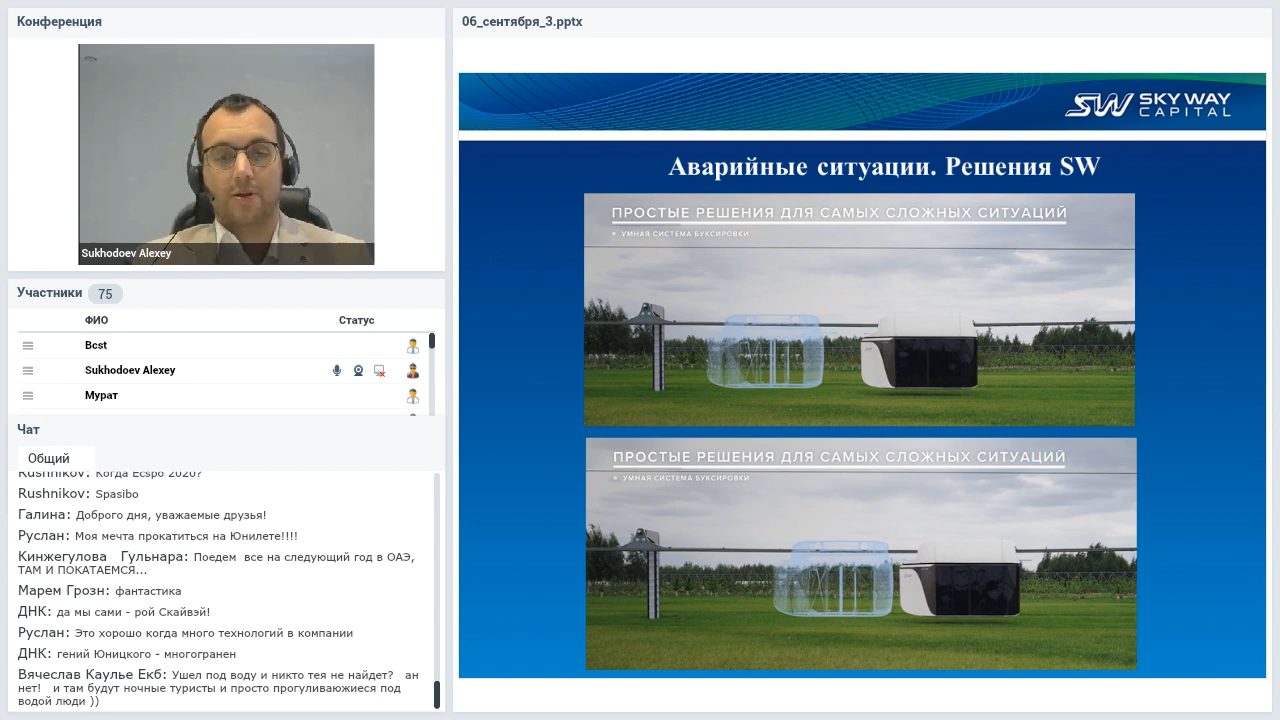 Конференция
Sukhodoev Alexey
Участники 75
ФИО Статус
Bcst
Sukhodoev Alexey
Мурат
Чат
Общий
Rushnikov: Когда Ecspo 2020?
Rushnikov: Spasibo
Галина: Доброго дня, уважаемые друзья!
Руслан: Моя мечта прокатиться на Юнилете!!!!
Кинжегулова Гульнара: Поедем все на следующий год в ОАЭ,
ТАМ И ПОКАТАЕМСЯ...
Марем Грозн: фантастика
ДНК: да мы сами - рой Скайвэй!
Руслан: Это хорошо когда много технологий в компании
ДНК: гений Юницкого - многогранен
Вячеслав Каулье Екб: Ушел под воду и никто тея не найдет? ан
нет! и там будут ночные туристы и просто прогуливаюжиеся под
водой люди ))
06_сентября_3.pptx
SW SKY WAY
CAPITAL
Аварийные ситуации. Решения SW
ПРОСТЫЕ РЕШЕНИЯ ДЛЯ САМЫХ СЛОЖНЫХ СИТУАЦИЙ
УМНАЯ СИСТЕМА БУКСИРОВКИ
ПРОСТЫЕ РЕШЕНИЯ ДЛЯ САМЫХ СЛОЖНЫХ СИТУАЦИЙ
УМНАЯ СИСТЕМА БУКСИРОВКИ